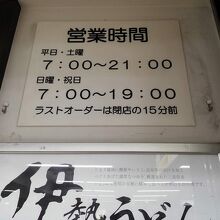 営業時間
平日・土曜
7:00〜21:00
日曜・祝日
7:00〜19:00
ラストオーダーは閉店の15分前
伊勢うどん